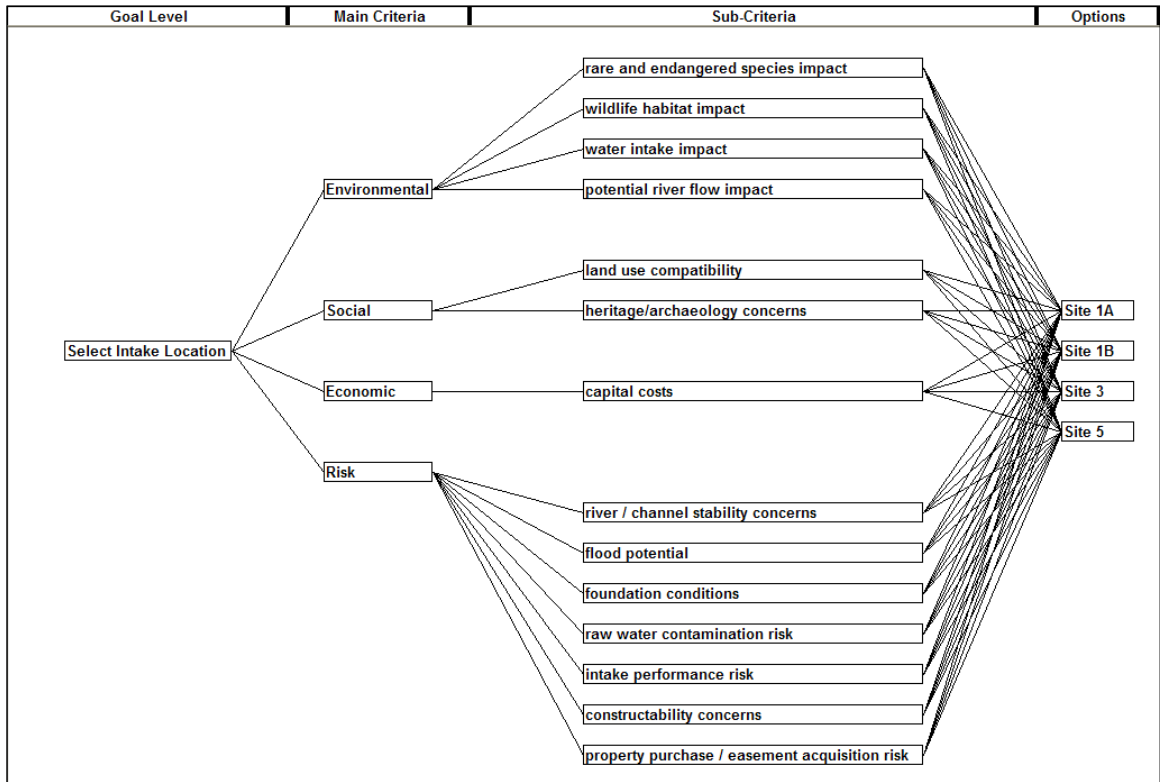 Goal Level
Main Criteria
Sub-Criteria
Options
rare and endangered species impact
wildlife habitat impact
water intake impact
Environmental
potential river flow impact
land use compatibility
Social
heritage/archaeology concerns
Site 1A
Select Intake Location
Site 1B
Economic
capital costs
Site 3
Site 5
Risk
river / channel stability concerns
flood potential
foundation conditions
raw water contamination risk
intake performance risk
constructability concerns
property purchase / easement acquisition risk